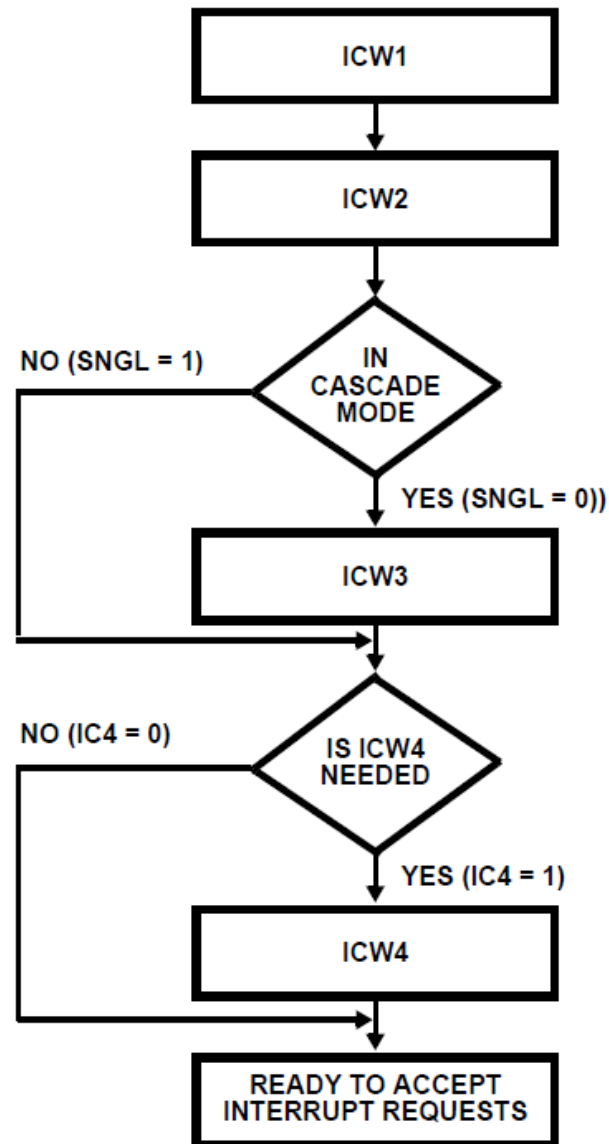 ICW1
ICW2
NO (SNGL = 1)
IN
CASCADE
MODE
YES (SNGL = 0))
ICW3
NO (IC4 = 0)
IS ICW4
NEEDED
YES (IC4 = 1)
ICW4
READY TO ACCEPT
INTERRUPT REQUESTS